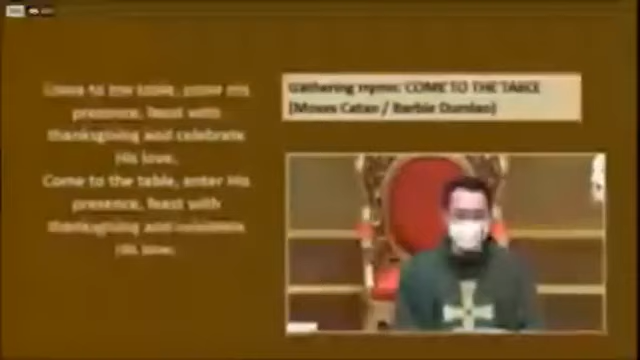 Come to the table, enter His
presence, feast with
thanksgiving and celebrate
His love.
Come to the table, enter His
presence, feast with
thanksgiving and celebrate
His love.
Gathering Hymn: COME TO THE TABLE
(Moses Catan / Barbie Dumlao)